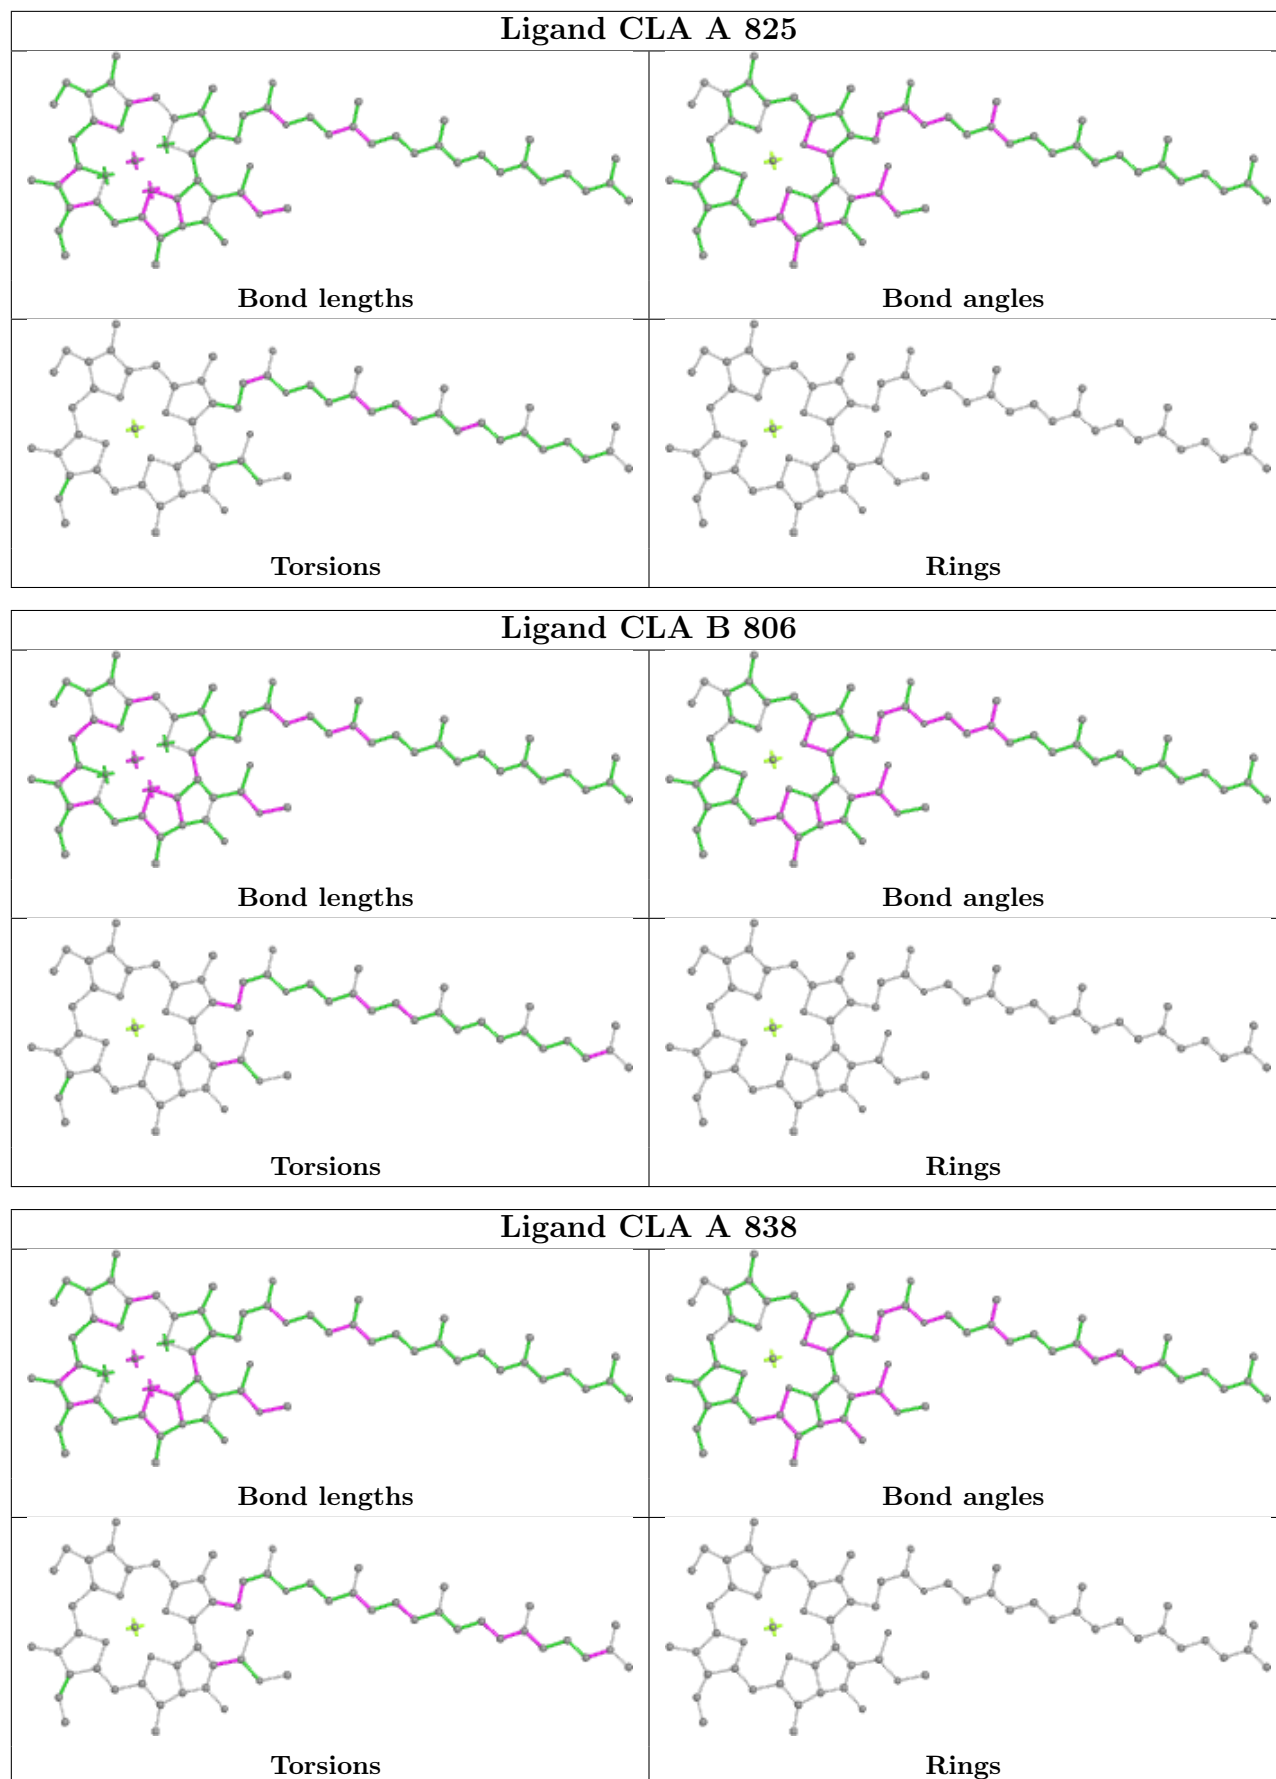 Ligand CLA A 825
Bond lengths
Bond angles
Torsions
Rings
Ligand CLA B 806
Bond lengths
Bond angles
Torsions
Rings
Ligand CLA A 838
Bond lengths
Bond angles
Torsions
Rings